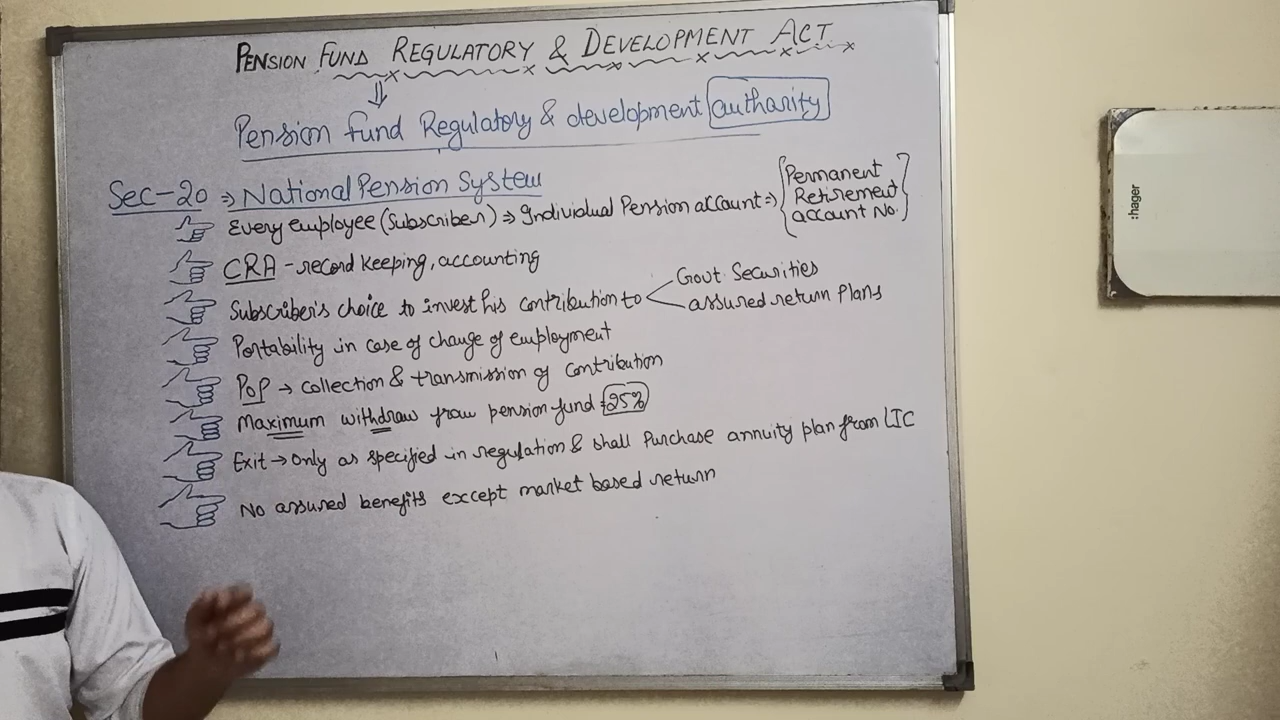 PENSION FUND REGULATORY & DEVELOPMENT ACT
⇓
Pension fund Regulatory & development authority
Sec-20 ⇒ National Pension System
Every employee (Subscriber) ⇒ Individual Pension account ⇒ {Permanent Retirement account No.}
CRA - record keeping, accounting
Subscriber's choice to invest his contribution to < Govt Securities
assured return Plans
Portability in case of change of employment
PoP → collection & transmission of contribution
Maximum withdraw from pension fund : 25%
Exit → Only as specified in regulation & shall Purchase annuity plan from LIC
No assured benefits except market based return
:hager